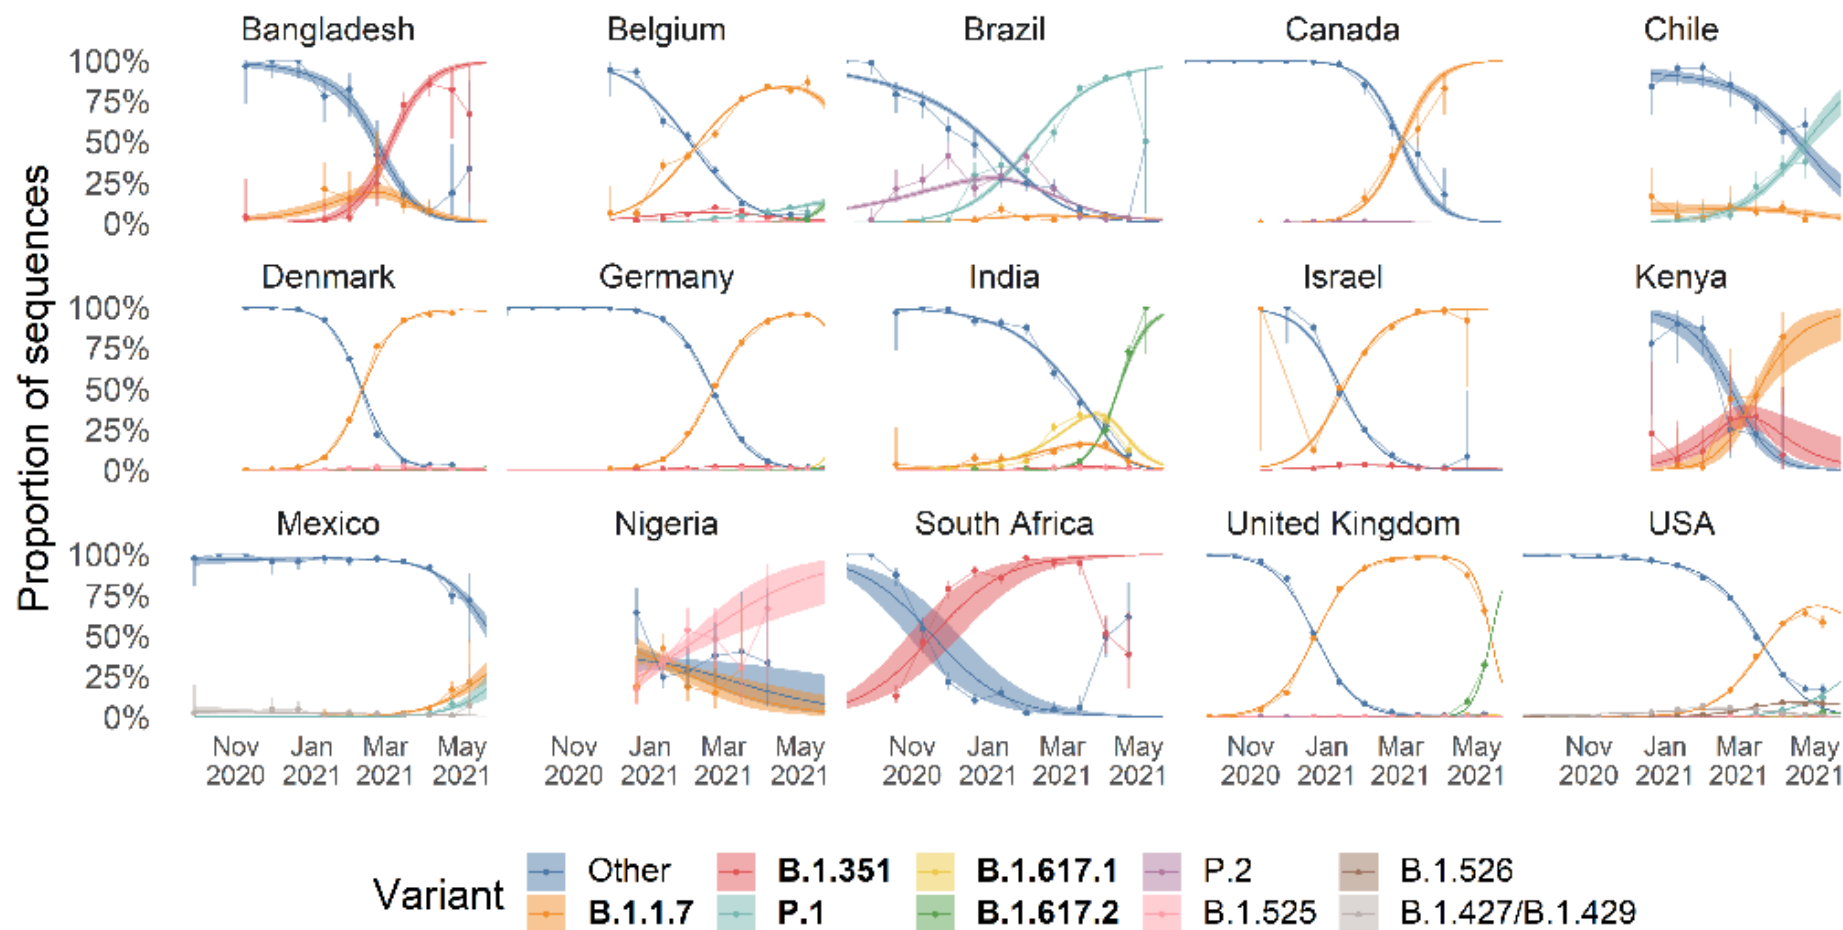 Bangladesh Belgium Brazil Canada Chile
Proportion of sequences
100%
75%
50%
25%
0%
Denmark Germany India Israel Kenya
100%
75%
50%
25%
0%
Mexico Nigeria South Africa United Kingdom USA
100%
75%
50%
25%
0%
Nov Jan Mar May Nov Jan Mar May Nov Jan Mar May Nov Jan Mar May Nov Jan Mar May
2020 2021 2021 2021 2020 2021 2021 2021 2020 2021 2021 2021 2020 2021 2021 2021 2020 2021 2021 2021
Variant
Other B.1.351 B.1.617.1 P.2 B.1.526
B.1.1.7 P.1 B.1.617.2 B.1.525 B.1.427/B.1.429